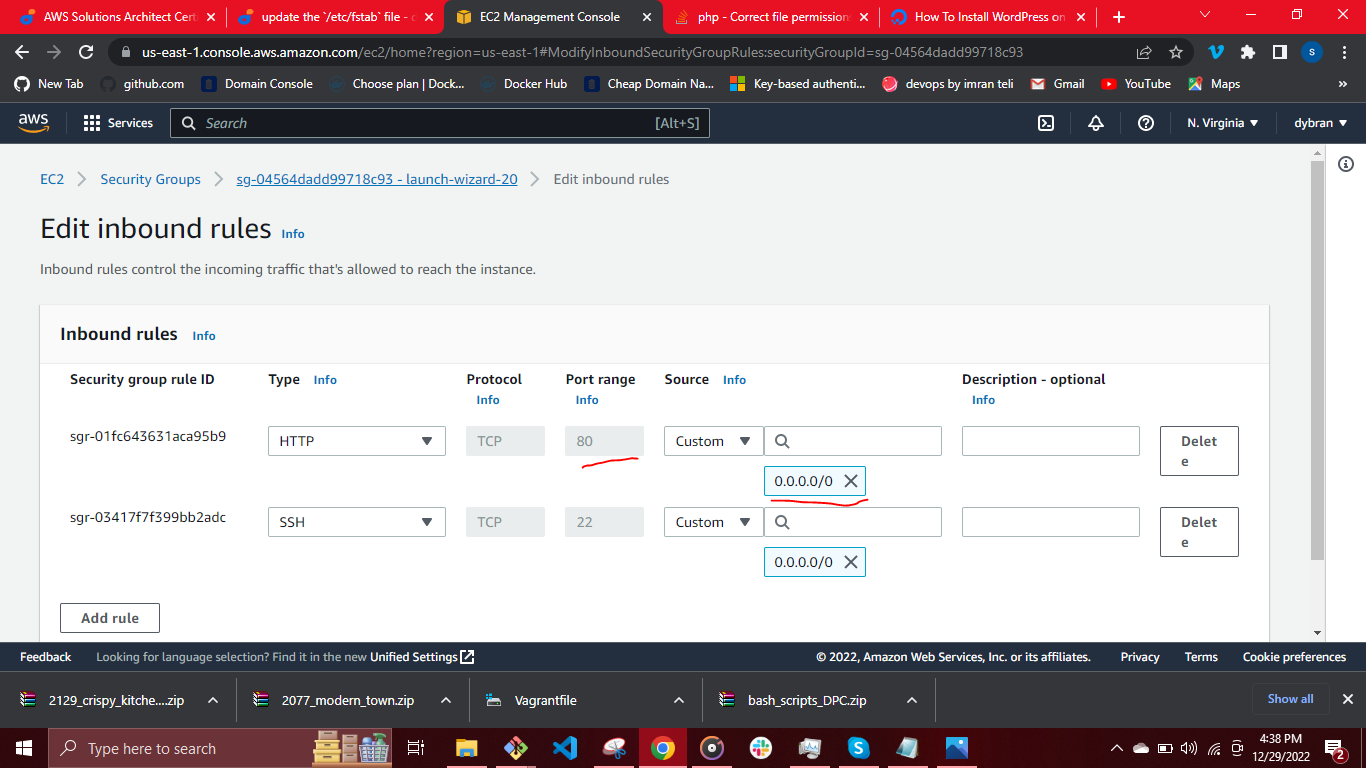 AWS Solutions Architect Cert
update the `/etc/fstab` file - c
EC2 Management Console
php - Correct file permissions
How To Install WordPress on
us-east-1.console.aws.amazon.com/ec2/home?region=us-east-1#ModifyInboundSecurityGroupRules:securityGroupId=sg-04564dadd99718c93
S
New Tab
github.com
Domain Console
Choose plan | Dock...
Docker Hub
Cheap Domain Na...
Key-based authenti...
devops by imran teli
Gmail
YouTube
Maps
»
aws
Services
Search
[Alt+S]
N. Virginia
dybran
EC2
Security Groups
sg-04564dadd99718c93 - launch-wizard-20
Edit inbound rules
Edit inbound rules Info
Inbound rules control the incoming traffic that's allowed to reach the instance.
Inbound rules Info
Security group rule ID
Type Info
Protocol
Info
Port range
Info
Source Info
Description - optional
Info
sgr-01fc643631aca95b9
HTTP
TCP
80
Custom
0.0.0.0/0
Delet
e
sgr-03417f7f399bb2adc
SSH
TCP
22
Custom
0.0.0.0/0
Delet
e
Add rule
Feedback
Looking for language selection? Find it in the new Unified Settings
© 2022, Amazon Web Services, Inc. or its affiliates.
Privacy
Terms
Cookie preferences
2129_crispy_kitche....zip
2077_modern_town.zip
Vagrantfile
bash_scripts_DPC.zip
Show all
Type here to search
4:38 PM
12/29/2022
2